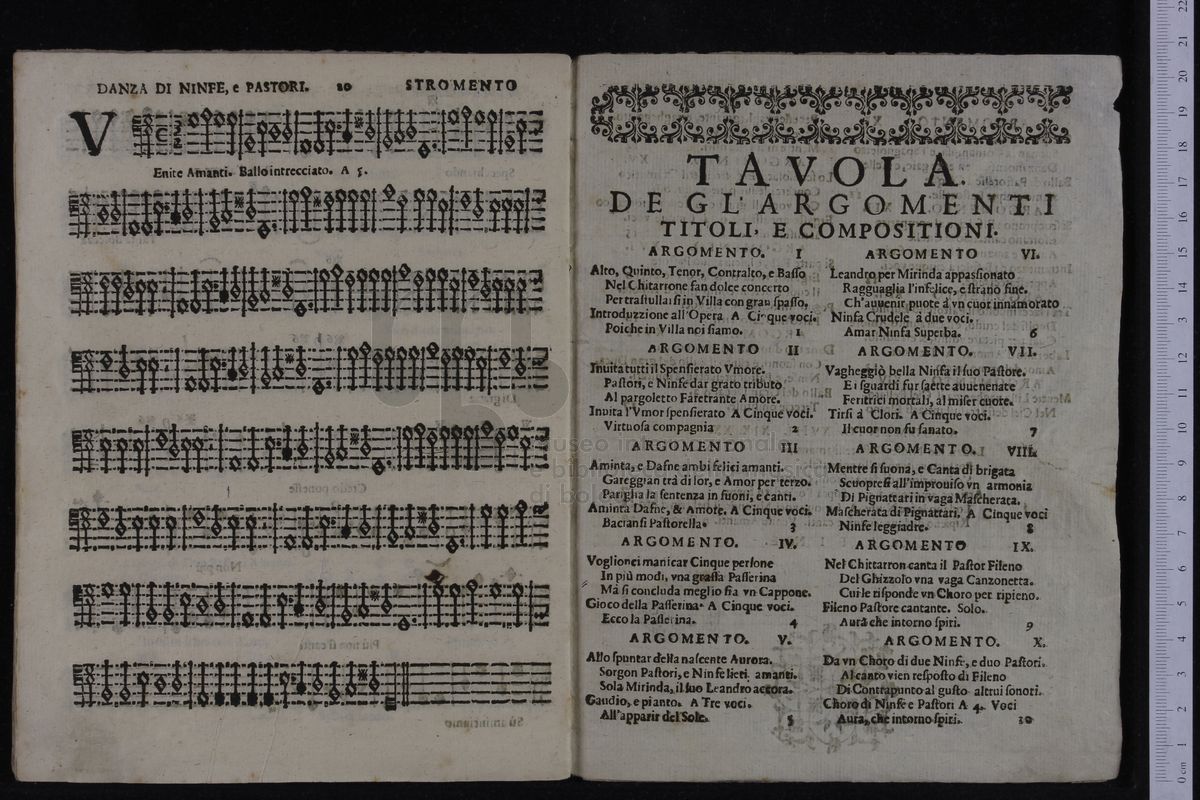 DANZA DI NINFE, e PASTORI. 20 STROMENTO
V
Enite Amanti. Ballo intrecciato. A 5.
TAVOLA.
DE GL'ARGOMENTI
TITOLI, E COMPOSITIONI.
ARGOMENTO. I
Alto, Quinto, Tenor, Contralto, e Basso
Nel Chitarrone fan dolce concerto
Per trastullarsi in Villa con gran spasso.
Introduzzione all'Opera A Cinque voci.
Poiche in Villa noi siamo. 1
ARGOMENTO II
Inuita tutti il Spensierato Vmore.
Pastori, e Ninfe dar grato tributo
Al pargoletto Faretrante Amore.
Inuita l'Vmor spensierato A Cinque voci.
Virtuosa compagnia 2
ARGOMENTO III
Aminta, e Dafne ambi felici amanti.
Gareggian trà di lor, e Amor per terzo.
Pariglia la sentenza in suoni, e canti.
Aminta Dafne, & Amore. A Cinque voci.
Bacianfi Pastorella. 3
ARGOMENTO. IV.
Voglionci manicar Cinque persone
In più modi, vna grassa Passerina
Mà si concluda meglio sia vn Cappone.
Gioco della Passerina. A Cinque voci.
Ecco la Passerina. 4
ARGOMENTO. V.
Allo spuntar della nascente Aurora.
Sorgon Pastori, e Ninfe lieti amanti.
Sola Mirinda, il suo Leandro accora.
Gaudio, e pianto. A Tre voci.
All'apparir del Sole. 5
ARGOMENTO VI.
Leandro per Mirinda appassionato
Ragguaglia l'infelice, e strano fine.
Ch'auuenir puote à vn cuor innamorato
Ninfa Crudele à due voci.
Amar Ninfa Superba. 6
ARGOMENTO. VII.
Vagheggiò bella Ninfa il suo Pastore.
E i sguardi fur saette auuenenate
Feritrici mortali, al miser cuore.
Tirsi à Clori. A Cinque voci.
Il cuor non fu sanato. 7
ARGOMENTO. VIII.
Mentre si suona, e Canta di brigata
Scuopresi all'improuiso vn armonia
Di Pignattari in vaga Mascherata.
Mascherata di Pignattari. A Cinque voci
Ninfe leggiadre. 8
ARGOMENTO IX.
Nel Chittarron canta il Pastor Fileno
Del Ghizzolo vna vaga Canzonetta.
Cui le risponde vn Choro per ripieno.
Fileno Pastore cantante. Solo.
Aura che intorno spiri. 9
ARGOMENTO. X.
Da vn Choro di due Ninfe, e duo Pastori.
Al canto vien resposto di Fileno
Di Contrapunto al gusto altrui sonori.
Choro di Ninfe e Pastori A 4. Voci
Aura, che intorno spiri. 10